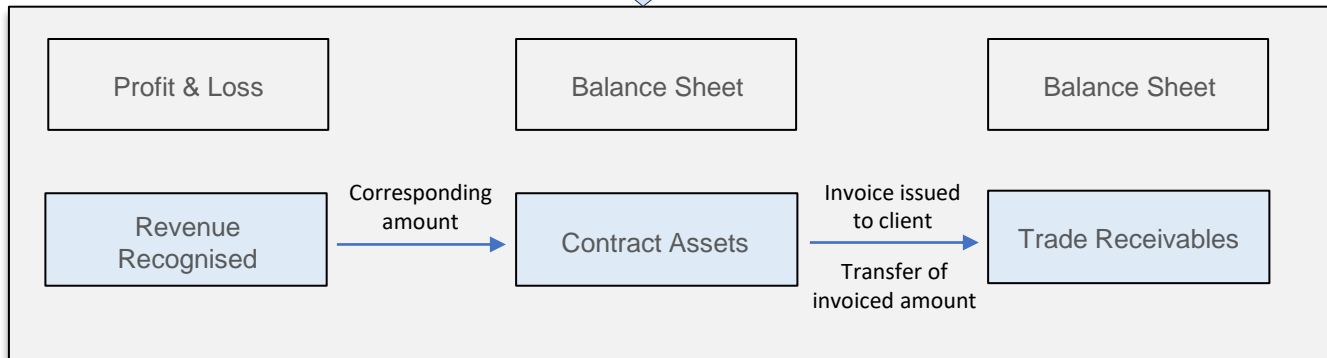 Profit & Loss
Balance Sheet
Balance Sheet
Revenue
Recognised
Corresponding
amount
Contract Assets
Invoice issued
to client
Transfer of
invoiced amount
Trade Receivables